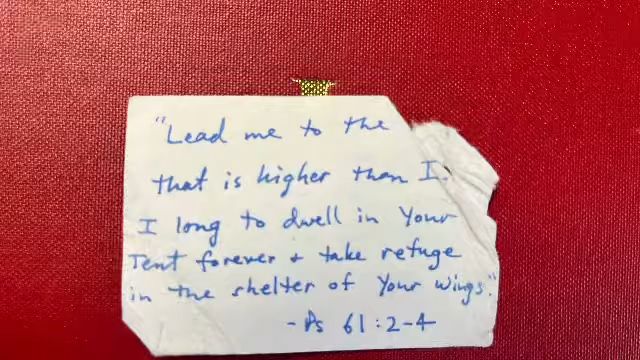 "Lead me to the
that is higher than I.
I long to dwell in Your
Tent forever + take refuge
in the shelter of Your wings."
- Ps 61:2-4